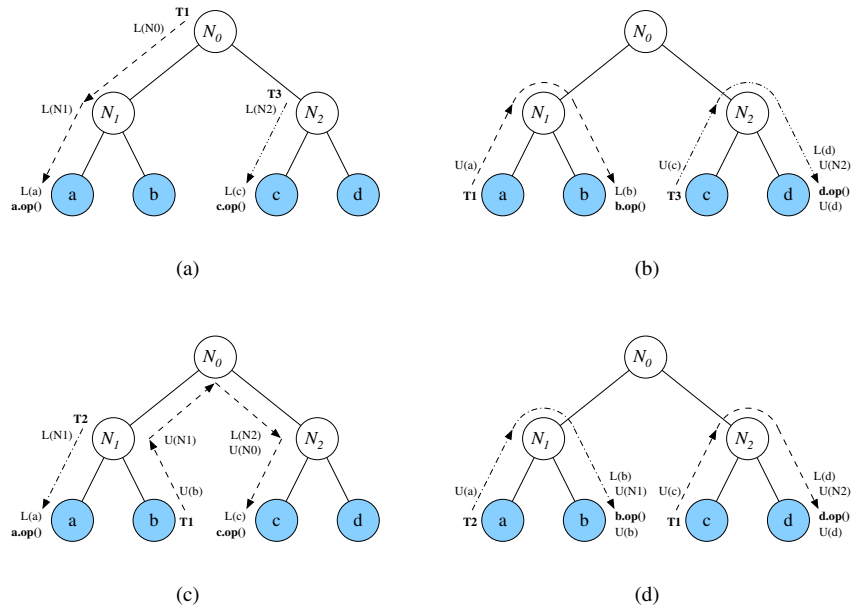 T1
L(N0)
N0
L(N1)
N1
T3
L(N2)
N2
L(a)
a.op()
a
b
L(c)
c.op()
c
d
(a)
N0
N1
N2
U(a)
T1
a
b
L(b)
b.op()
U(c)
T3
c
d
L(d)
U(N2)
d.op()
U(d)
(b)
N0
T2
L(N1)
N1
U(N1)
L(N2)
U(N0)
N2
L(a)
a.op()
a
b
U(b)
T1
L(c)
c.op()
c
d
(c)
N0
N1
N2
U(a)
T2
a
b
L(b)
U(N1)
b.op()
U(b)
U(c)
T1
c
d
L(d)
U(N2)
d.op()
U(d)
(d)